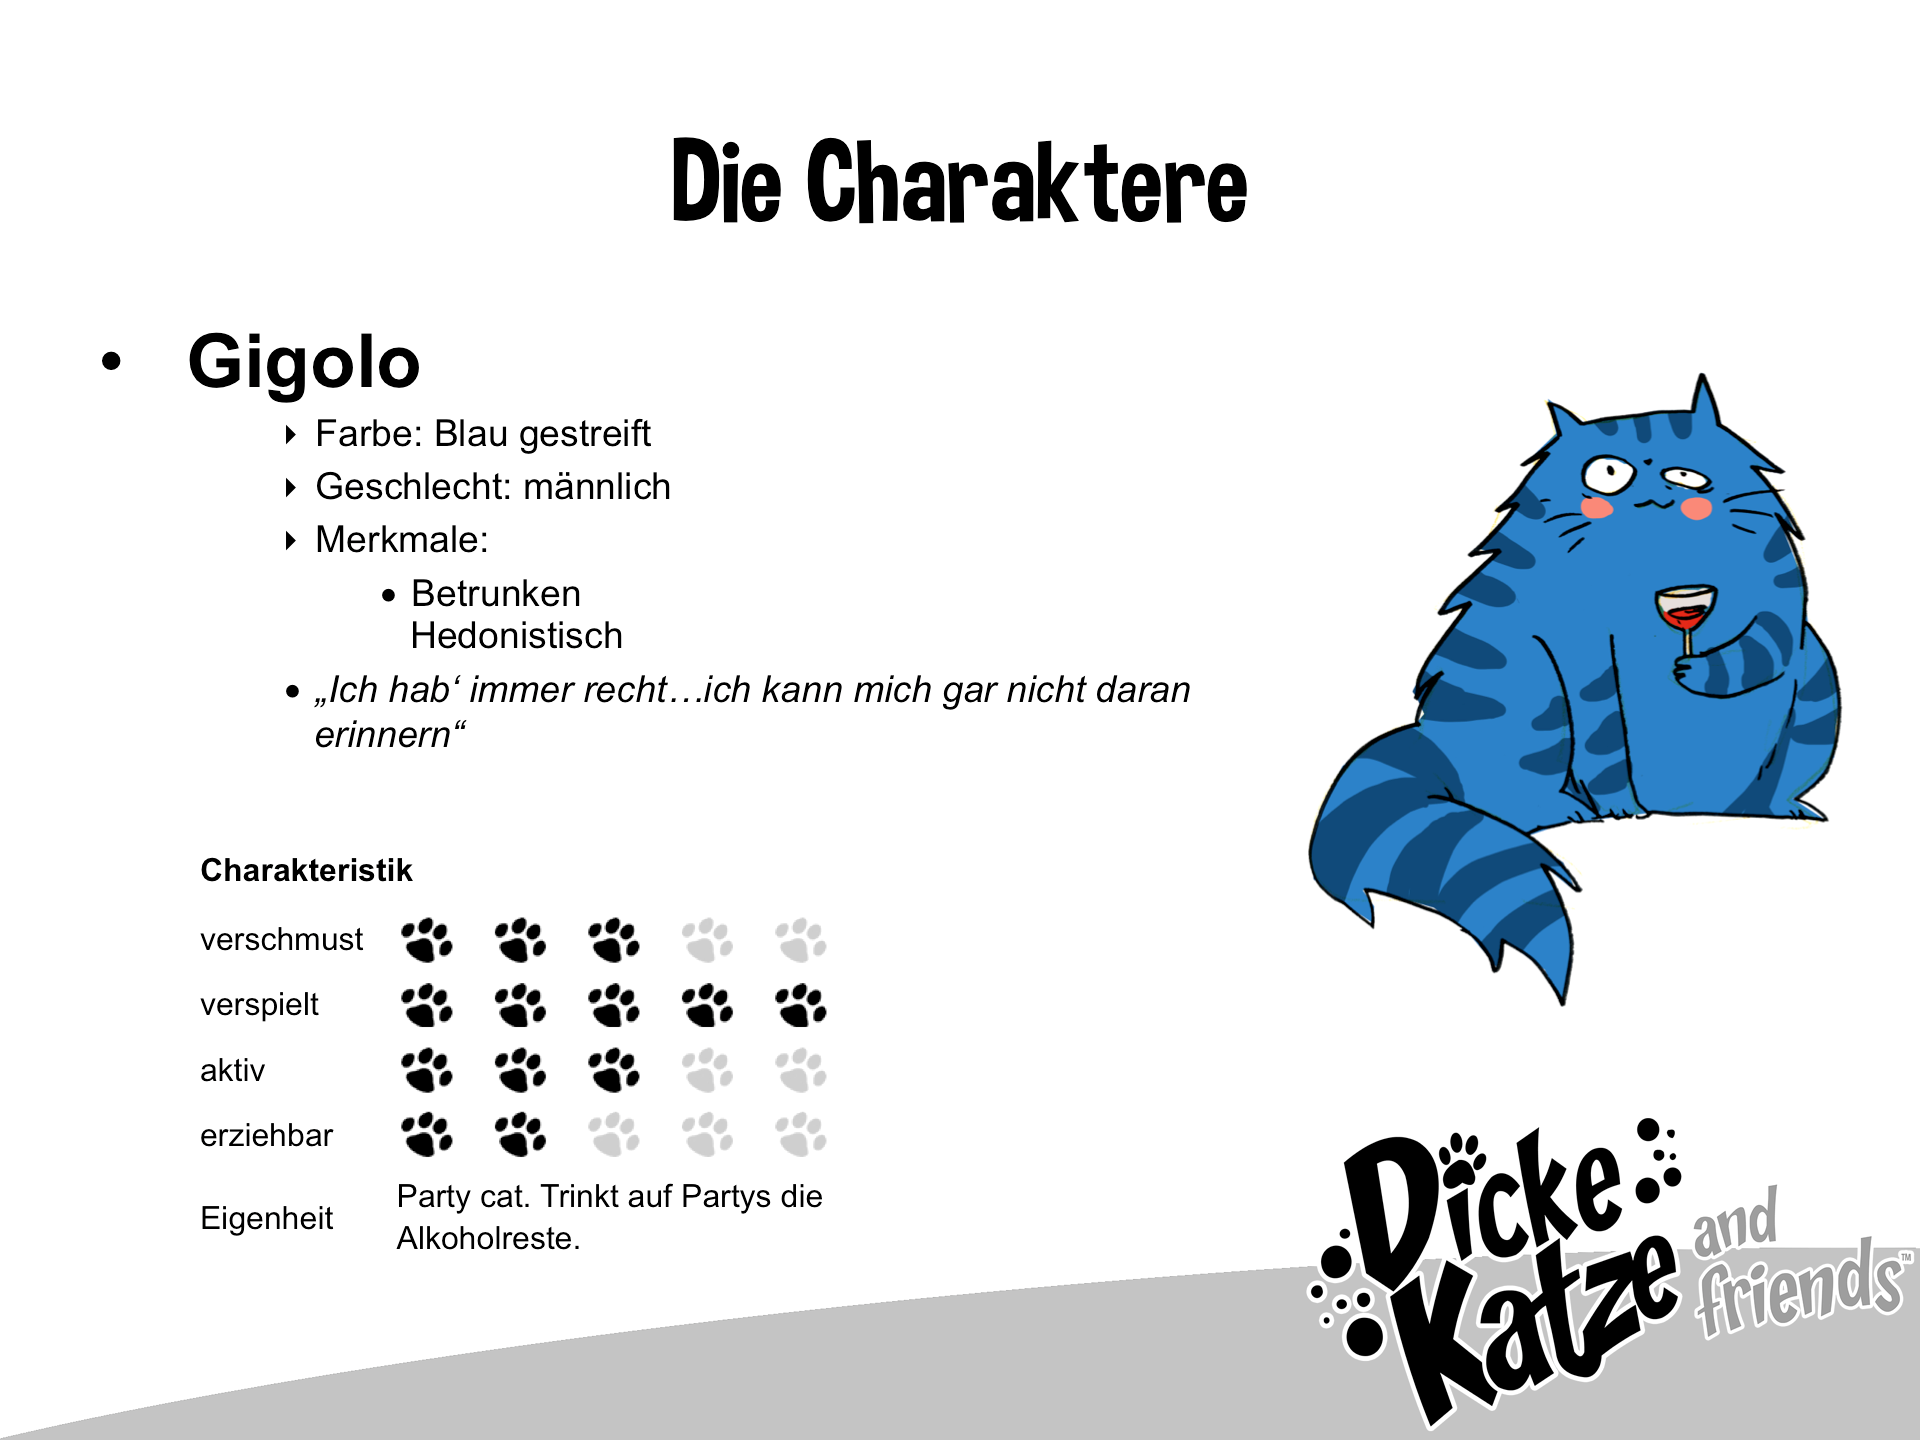 Die Charaktere
• Gigolo
Farbe: Blau gestreift
Geschlecht: männlich
Merkmale:
• Betrunken
Hedonistisch
• „Ich hab‘ immer recht…ich kann mich gar nicht daran
erinnern“
Charakteristik
verschmust
verspielt
aktiv
erziehbar
Eigenheit
Party cat. Trinkt auf Partys die
Alkoholreste.
Dicke
Katze
and
friends™